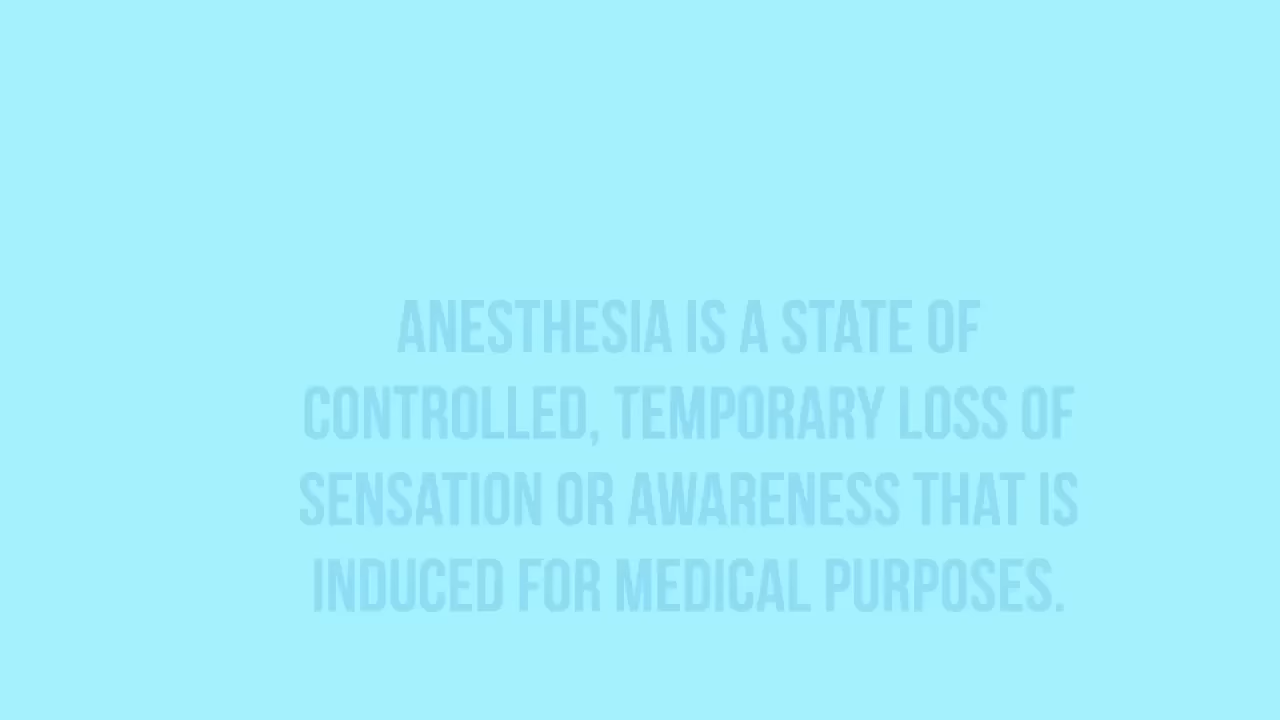 ANESTHESIA IS A STATE OF
CONTROLLED, TEMPORARY LOSS OF
SENSATION OR AWARENESS THAT IS
INDUCED FOR MEDICAL PURPOSES.